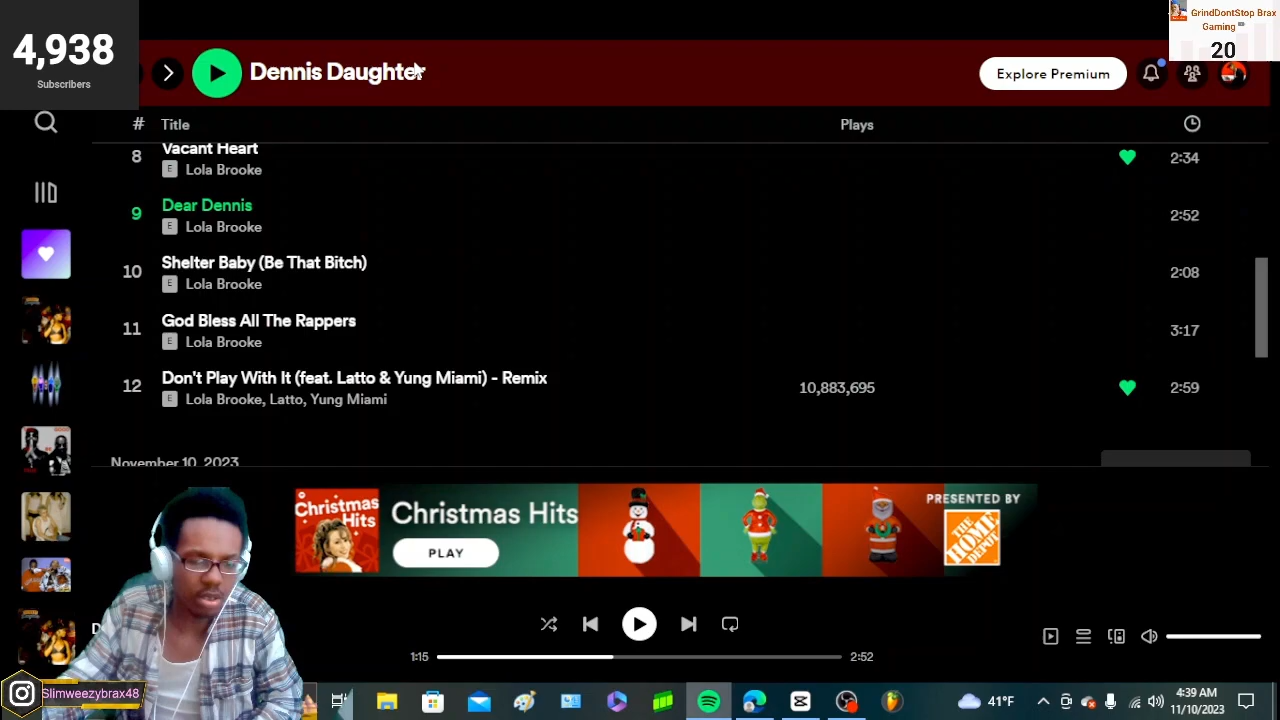 4,938
Subscribers
Dennis Daughter
Explore Premium
GrindDontStop Brax
Gaming
20
# Title Plays
8 Vacant Heart 2:34
E Lola Brooke
9 Dear Dennis 2:52
E Lola Brooke
10 Shelter Baby (Be That Bitch) 2:08
E Lola Brooke
11 God Bless All The Rappers 3:17
E Lola Brooke
12 Don't Play With It (feat. Latto & Yung Miami) - Remix 10,883,695 2:59
E Lola Brooke, Latto, Yung Miami
November 10, 2023
Christmas
Hits
Christmas Hits
PLAY
PRESENTED BY
THE
HOME
DEPOT
1:15 2:52
Slimweezybrax48
41°F
4:39 AM
11/10/2023